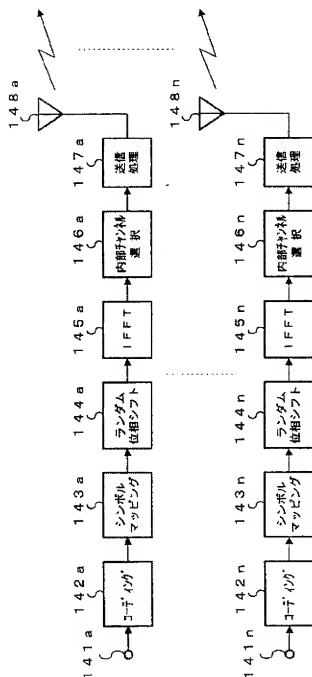 141a
142a
コーディング
143a
シンボル
マッピング
144a
ランダム
位相シフト
145a
IFFT
146a
内部チャンネル
選択
147a
送信
処理
148a
141n
142n
コーディング
143n
シンボル
マッピング
144n
ランダム
位相シフト
145n
IFFT
146n
内部チャンネル
選択
147n
送信
処理
148n